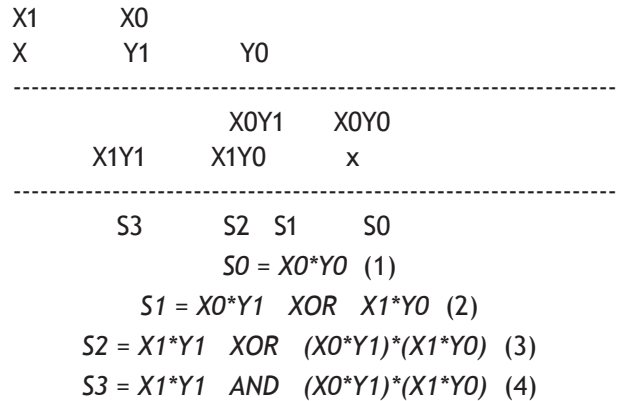 X1 X0
X Y1 Y0
-------------------------------------------------------------------
X0Y1 X0Y0
X1Y1 X1Y0 x
-------------------------------------------------------------------
S3 S2 S1 S0
S0 = X0*Y0 (1)
S1 = X0*Y1 XOR X1*Y0 (2)
S2 = X1*Y1 XOR (X0*Y1)*(X1*Y0) (3)
S3 = X1*Y1 AND (X0*Y1)*(X1*Y0) (4)